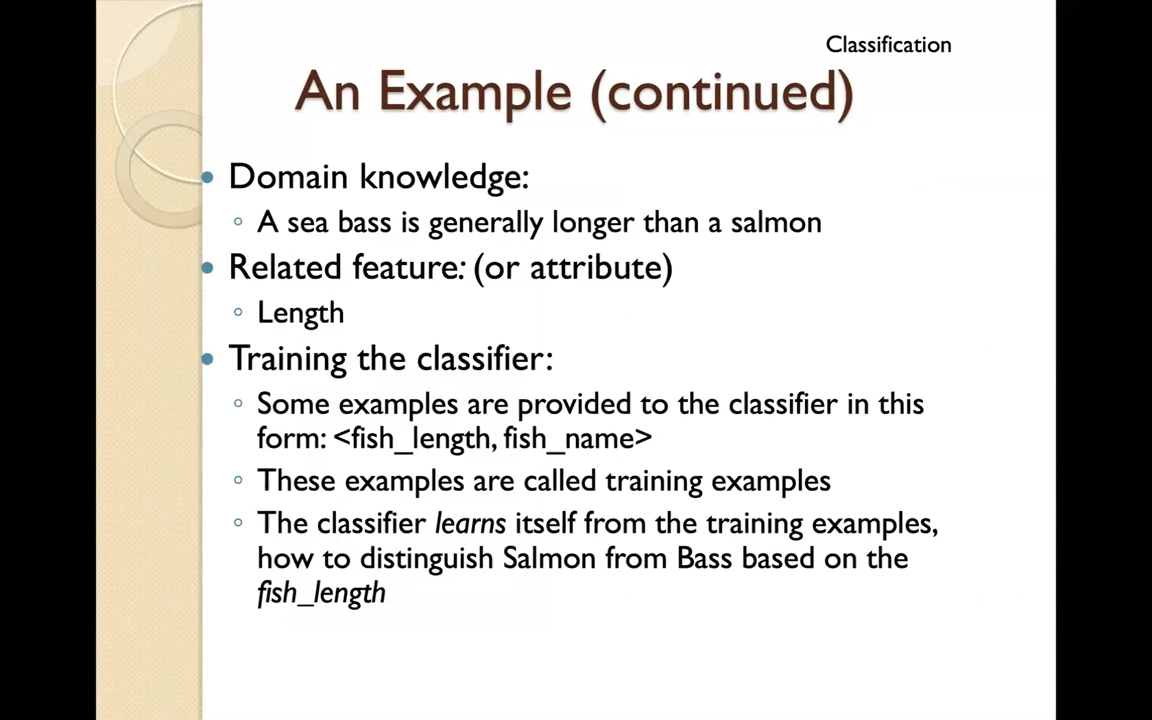 Classification
An Example (continued)
• Domain knowledge:
◦ A sea bass is generally longer than a salmon
• Related feature: (or attribute)
◦ Length
• Training the classifier:
◦ Some examples are provided to the classifier in this
form: <fish_length, fish_name>
◦ These examples are called training examples
◦ The classifier learns itself from the training examples,
how to distinguish Salmon from Bass based on the
fish_length